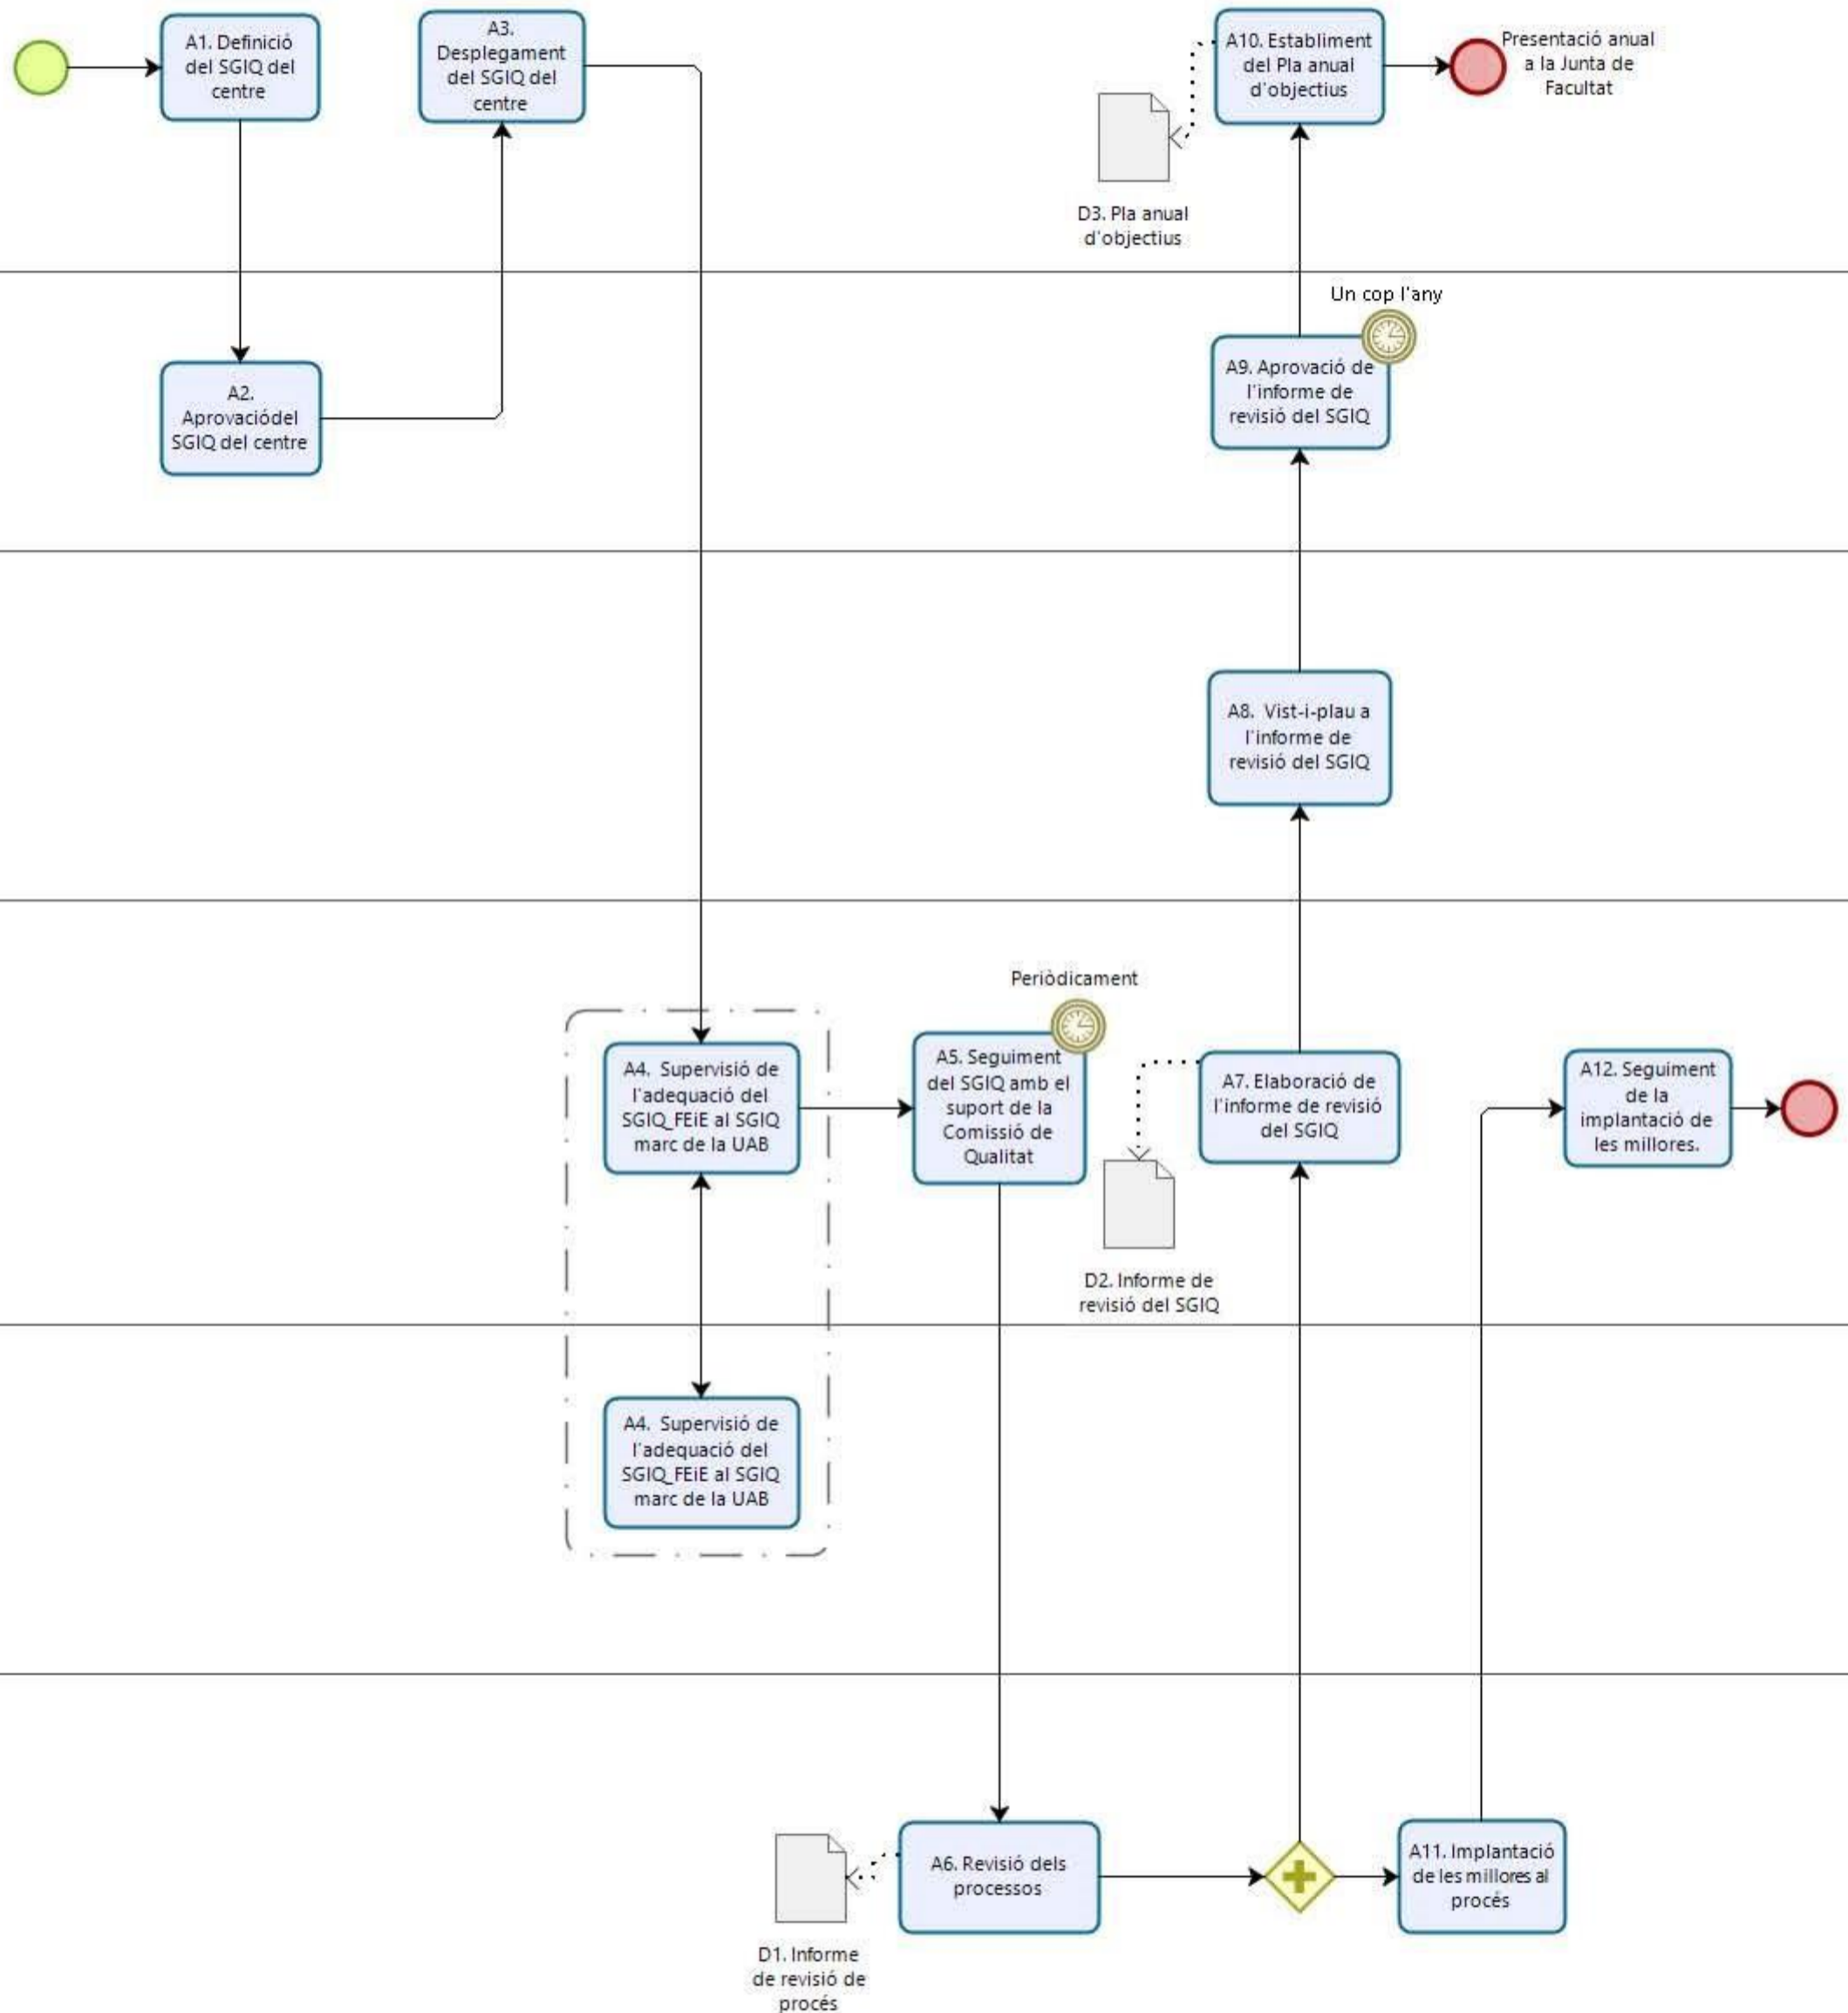 A1. Definició
del SGIQ del
centre
A3.
Desplegament
del SGIQ del
centre
A10. Establiment
del Pla anual
d'objectius
Presentació anual
a la Junta de
Facultat
D3. Pla anual
d'objectius
Un cop l'any
A2.
Aprovaciódel
SGIQ del centre
A9. Aprovació de
l'informe de
revisió del SGIQ
A8. Vist-i-plau a
l'informe de
revisió del SGIQ
Periòdicament
A4. Supervisió de
l'adequació del
SGIQ_FEiE al SGIQ
marc de la UAB
A5. Seguiment
del SGIQ amb el
suport de la
Comissió de
Qualitat
A7. Elaboració de
l'informe de revisió
del SGIQ
A12. Seguiment
de la
implantació de
les millores.
D2. Informe de
revisió del SGIQ
A4. Supervisió de
l'adequació del
SGIQ_FEiE al SGIQ
marc de la UAB
A6. Revisió dels
processos
A11. Implantació
de les millores al
procés
D1. Informe
de revisió de
procés